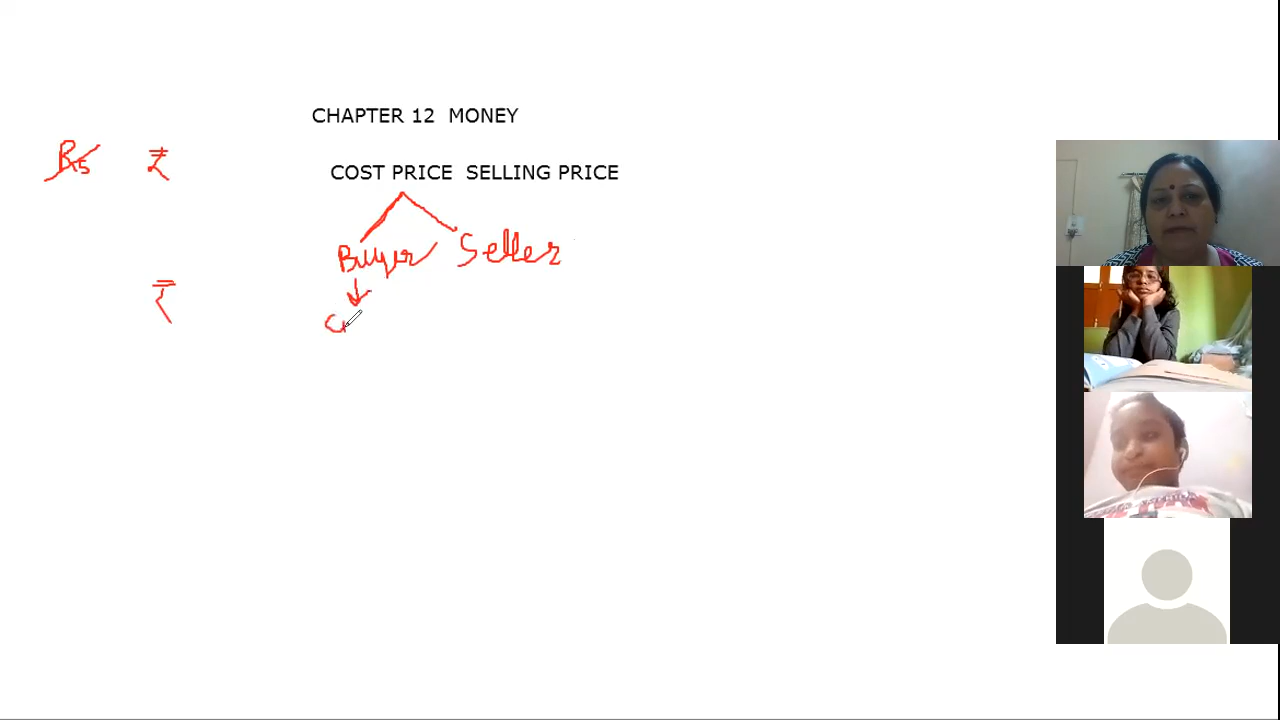 CHAPTER 12 MONEY
Rs ₹
COST PRICE SELLING PRICE
Buyer Seller
₹
C